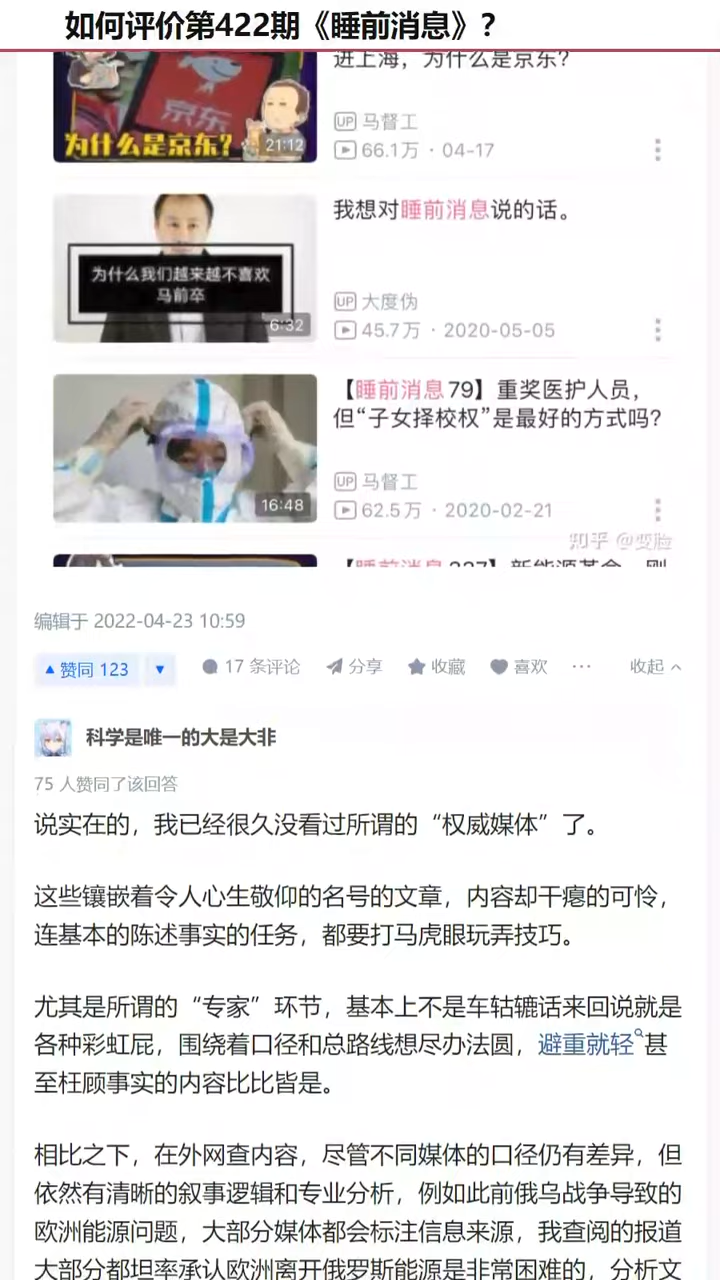 如何评价第422期《睡前消息》?
进上海，为什么是京东?
京东
为什么是京东?
21:12
UP 马督工
66.1万 · 04-17
我想对睡前消息说的话。
为什么我们越来越不喜欢
马前卒
6:32
UP 大度伪
45.7万 · 2020-05-05
【睡前消息79】重奖医护人员，
但“子女择校权”是最好的方式吗?
16:48
UP 马督工
62.5万 · 2020-02-21
知乎 @变脸
编辑于 2022-04-23 10:59
赞同 123
17 条评论
分享
收藏
喜欢
···
收起
科学是唯一的大是大非
75 人赞同了该回答
说实在的，我已经很久没看过所谓的“权威媒体”了。
这些镶嵌着令人心生敬仰的名号的文章，内容却干瘪的可怜，
连基本的陈述事实的任务，都要打马虎眼玩弄技巧。
尤其是所谓的“专家”环节，基本上不是车轱辘话来回说就是
各种彩虹屁，围绕着口径和总路线想尽办法圆，避重就轻甚
至枉顾事实的内容比比皆是。
相比之下，在外网查内容，尽管不同媒体的口径仍有差异，但
依然有清晰的叙事逻辑和专业分析，例如此前俄乌战争导致的
欧洲能源问题，大部分媒体都会标注信息来源，我查阅的报道
大部分都坦率承认欧洲离开俄罗斯能源是非常困难的，分析文